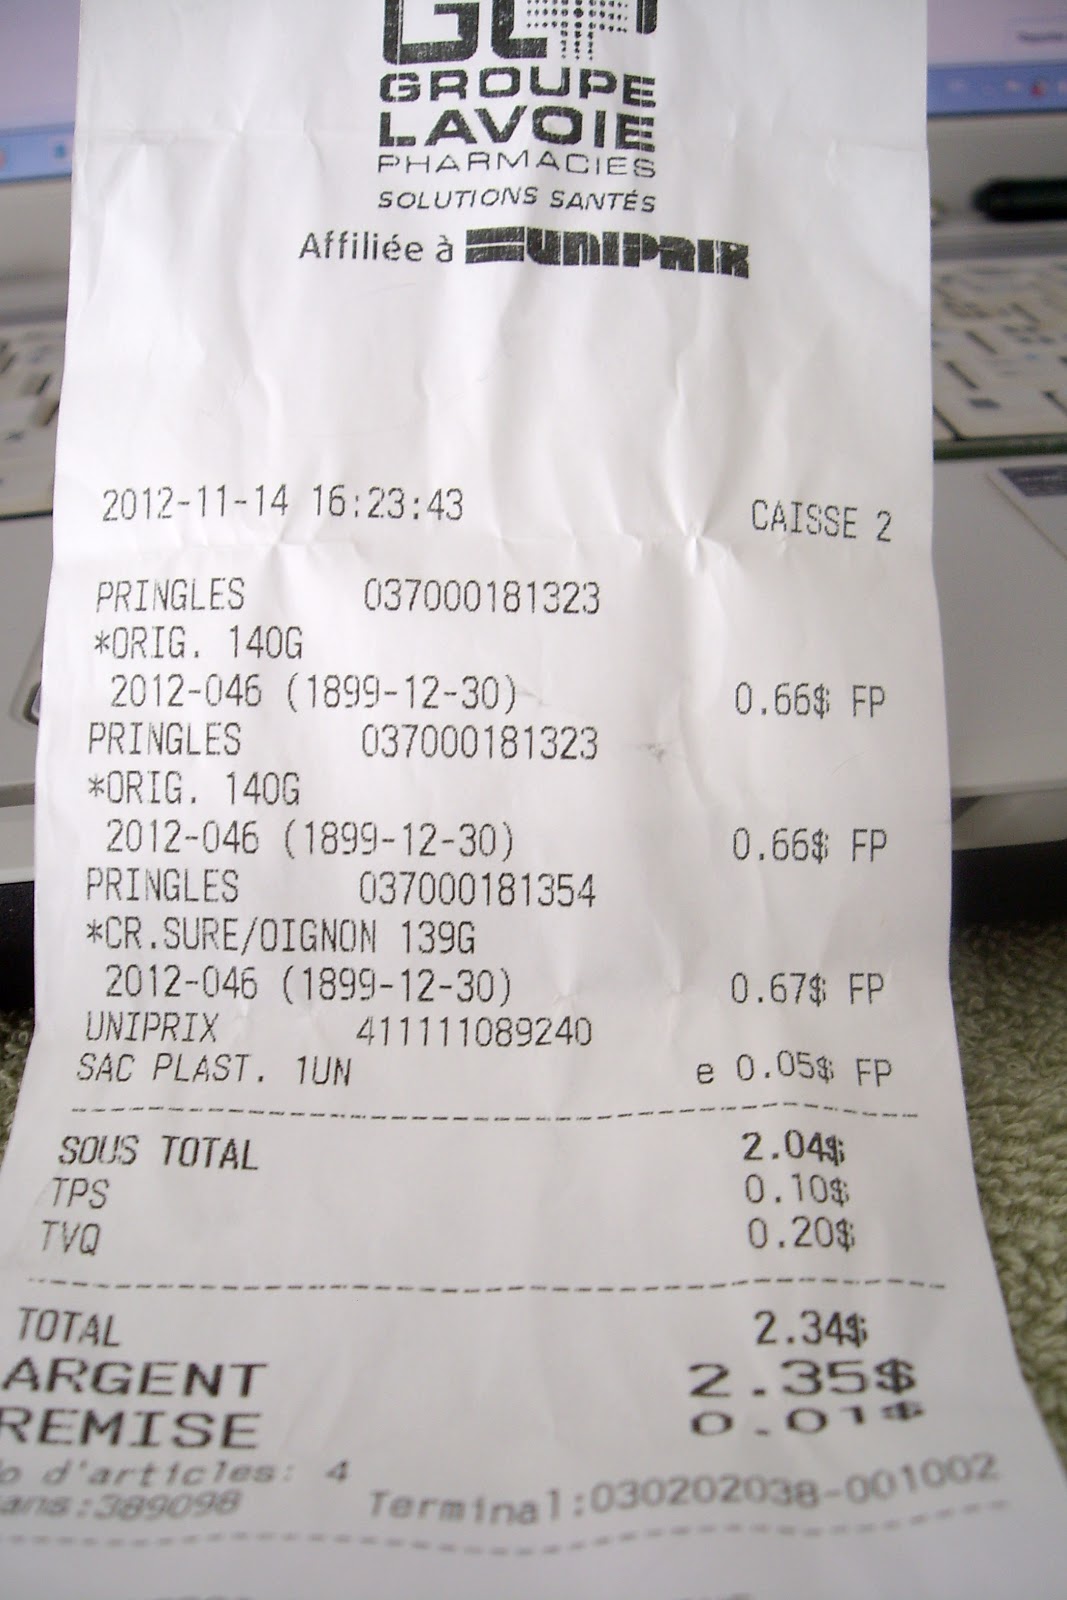 GLP
GROUPE
LAVOIE
PHARMACIES
SOLUTIONS SANTÉS
Affiliée à UNIPRIX
2012-11-14 16:23:43 CAISSE 2
PRINGLES 037000181323
*ORIG. 140G
2012-046 (1899-12-30) 0.66$ FP
PRINGLES 037000181323
*ORIG. 140G
2012-046 (1899-12-30) 0.66$ FP
PRINGLES 037000181354
*CR.SURE/OIGNON 139G
2012-046 (1899-12-30) 0.67$ FP
UNIPRIX 411111089240
SAC PLAST. 1UN e 0.05$ FP
SOUS TOTAL 2.04$
TPS 0.10$
TVQ 0.20$
TOTAL 2.34$
ARGENT 2.35$
REMISE 0.01$
o d'articles: 4
ans:389098 Terminal:030202038-001002